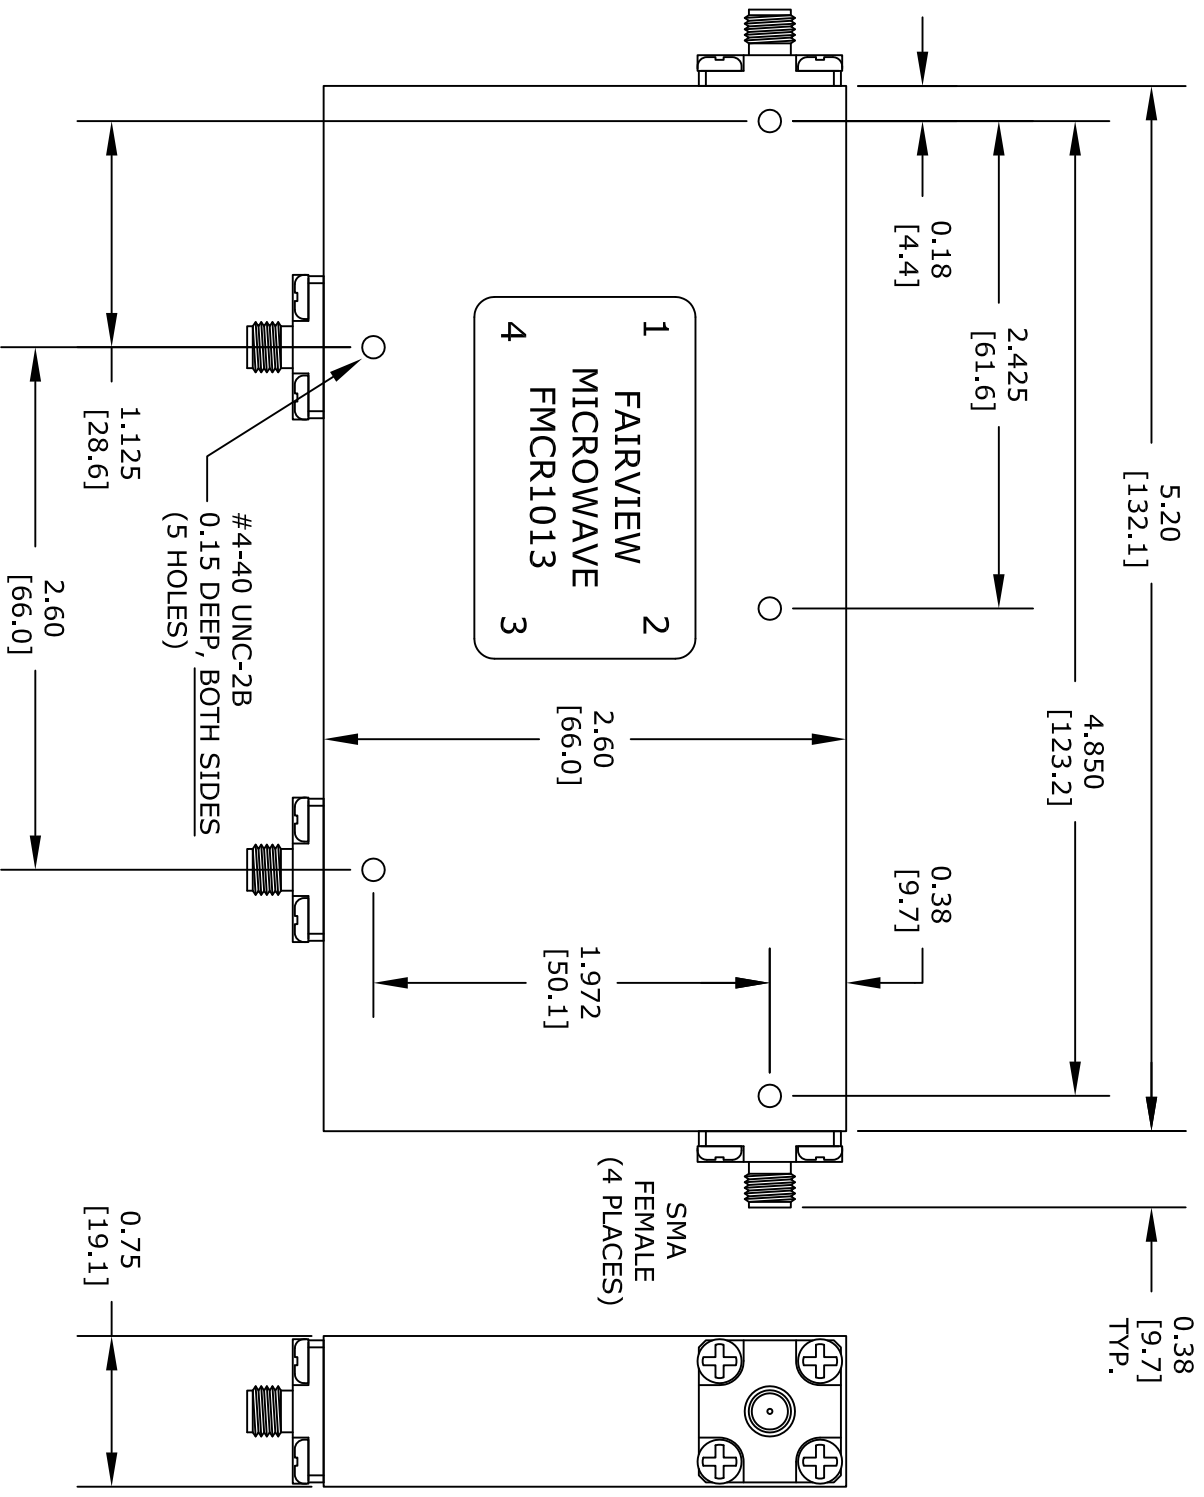 5.20
[132.1]
4.850
[123.2]
2.425
[61.6]
0.18
[4.4]
0.38
[9.7]
0.38
[9.7]
TYP.
1
2
FAIRVIEW
MICROWAVE
FMCR1013
4
3
2.60
[66.0]
1.972
[50.1]
SMA
FEMALE
(4 PLACES)
#4-40 UNC-2B
0.15 DEEP, BOTH SIDES
(5 HOLES)
1.125
[28.6]
2.60
[66.0]
0.75
[19.1]